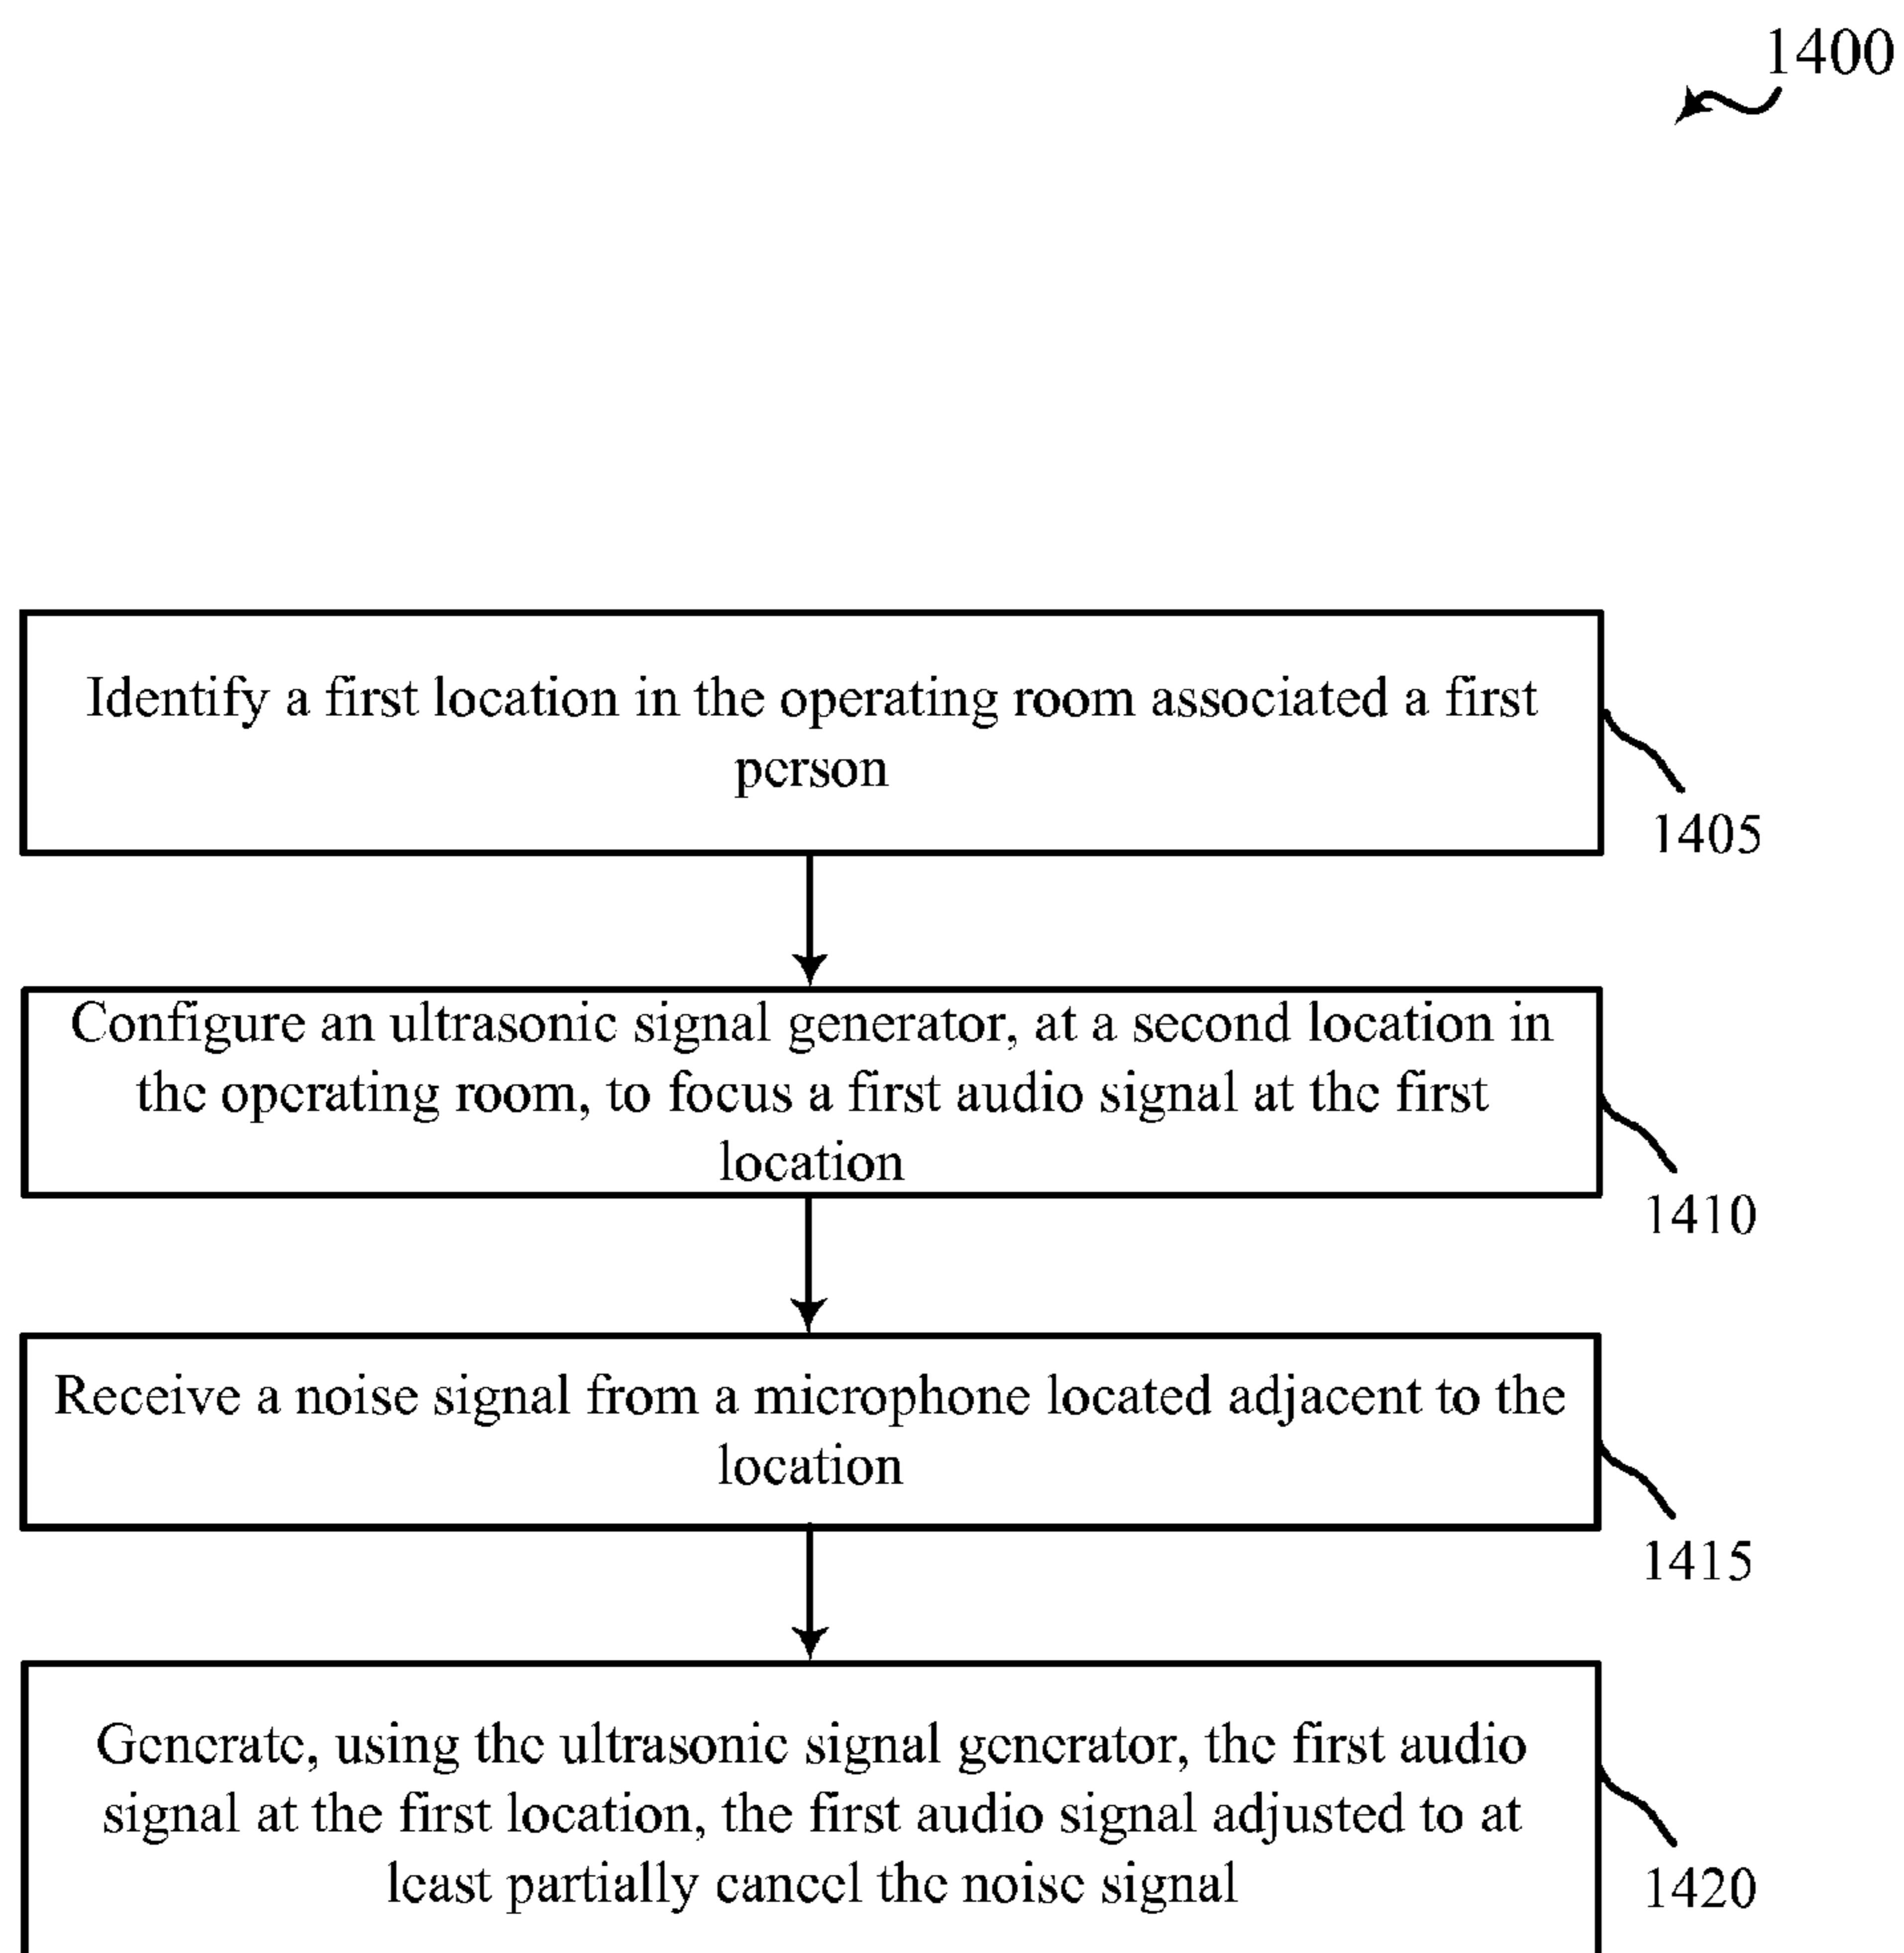 1400
Identify a first location in the operating room associated a first
person
1405
Configure an ultrasonic signal generator, at a second location in
the operating room, to focus a first audio signal at the first
location
1410
Receive a noise signal from a microphone located adjacent to the
location
1415
Generate, using the ultrasonic signal generator, the first audio
signal at the first location, the first audio signal adjusted to at
least partially cancel the noise signal
1420